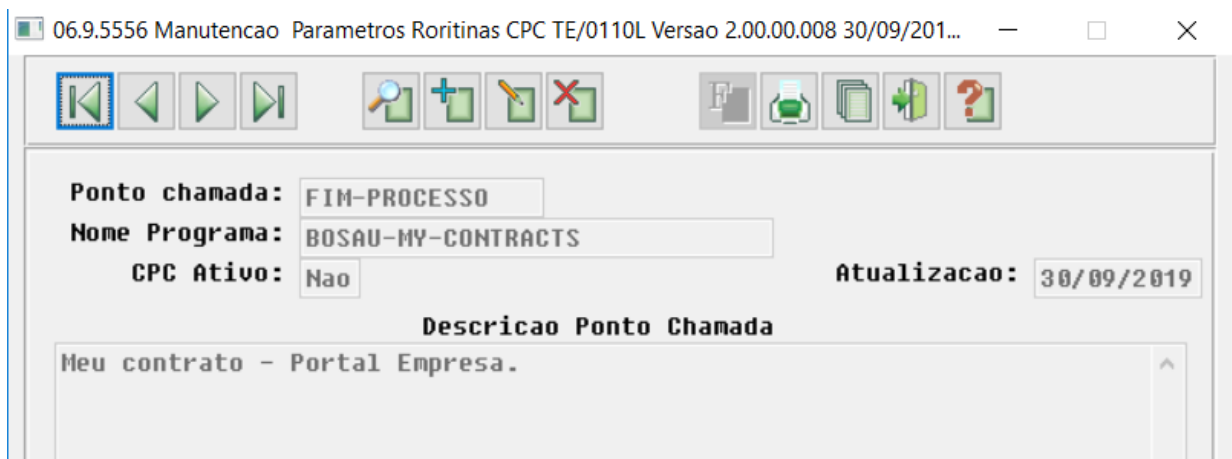 06.9.5556 Manutencao Parametros Roritinas CPC TE/0110L Versao 2.00.00.008 30/09/201...
Ponto chamada: FIM-PROCESSO
Nome Programa: BOSAU-MY-CONTRACTS
CPC Ativo: Nao Atualizacao: 30/09/2019
Descricao Ponto Chamada
Meu contrato - Portal Empresa.